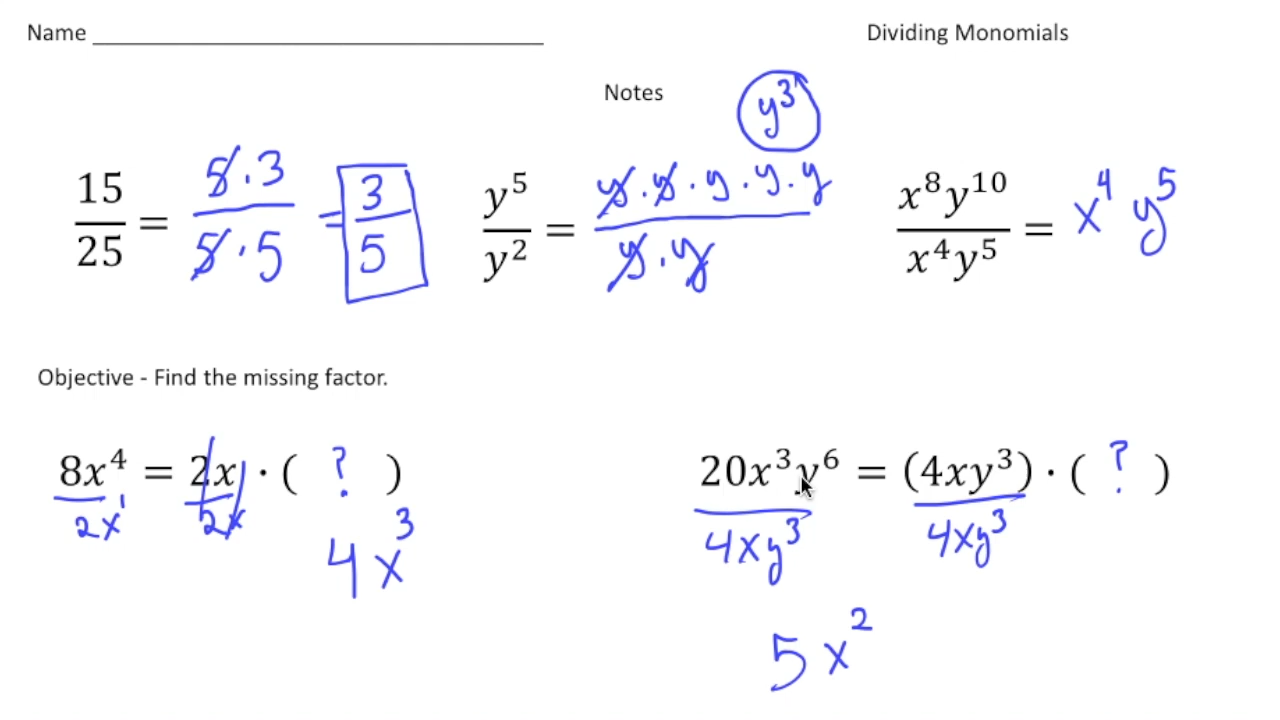 Name ____________________ Dividing Monomials
Notes
y³
15/25 = 5·3/5·5 = 3/5
y⁵/y² = y·y·y·y·y/y·y
x⁸y¹⁰/x⁴y⁵ = x⁴ y⁵
Objective - Find the missing factor.
8x⁴ = 2x · ( ? )
2x¹ 2x
4x³
20x³y⁶ = (4xy³) · ( ? )
4xy³ 4xy³
5x²